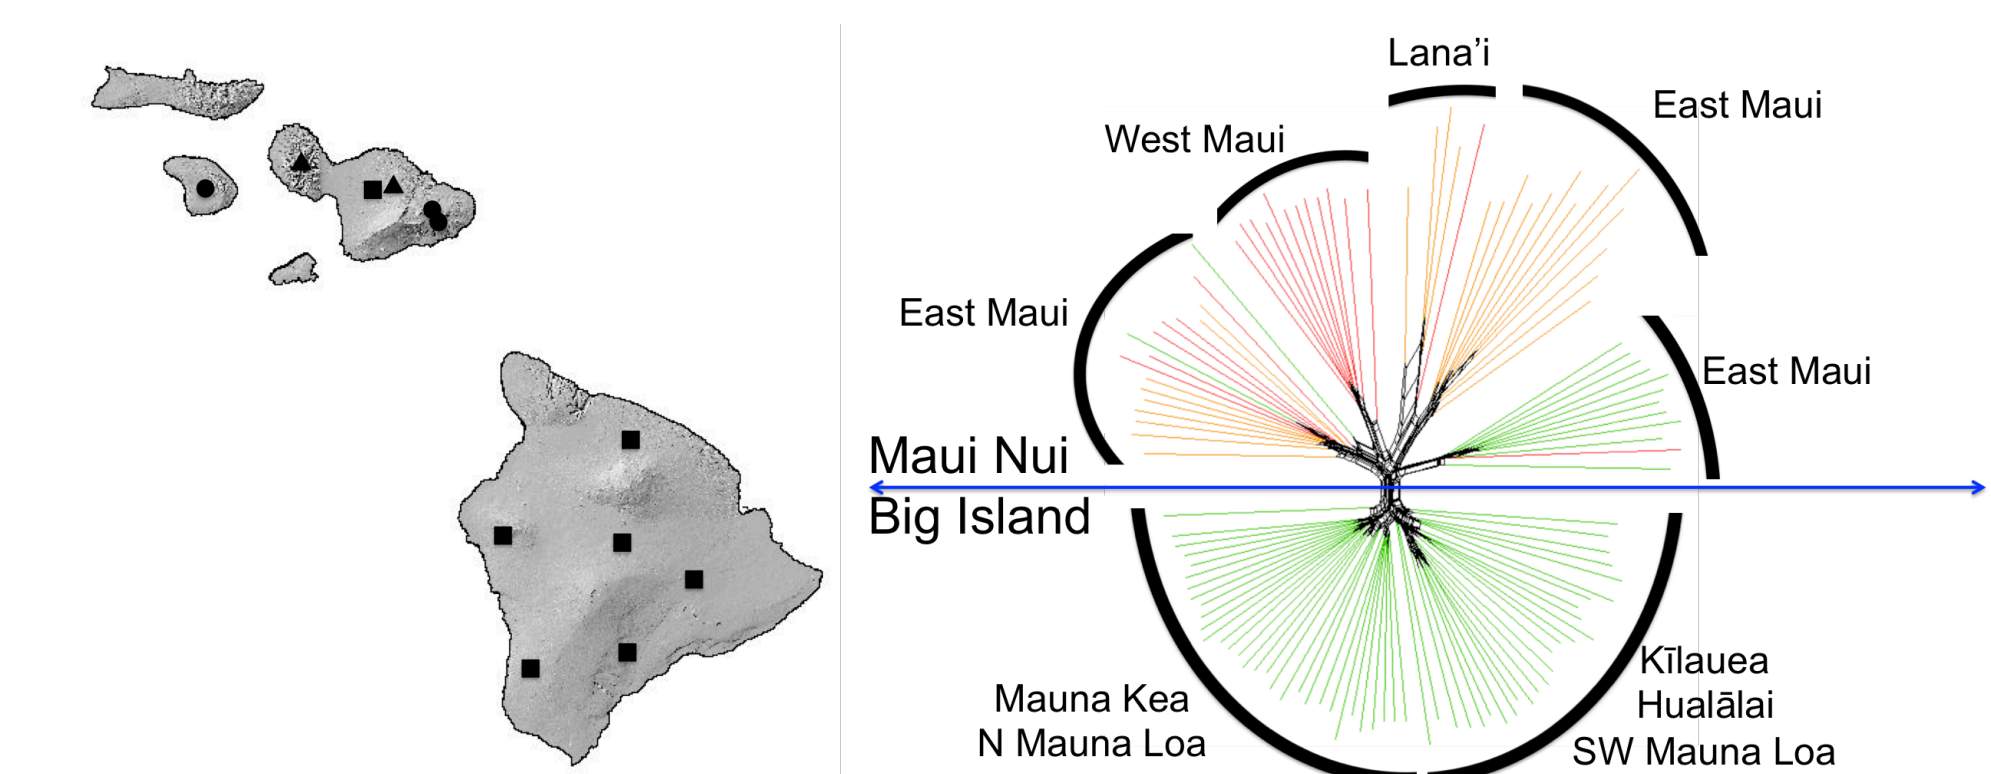 Lana’i
East Maui
West Maui
East Maui
East Maui
Maui Nui
Big Island
Kīlauea
Hualālai
SW Mauna Loa
Mauna Kea
N Mauna Loa